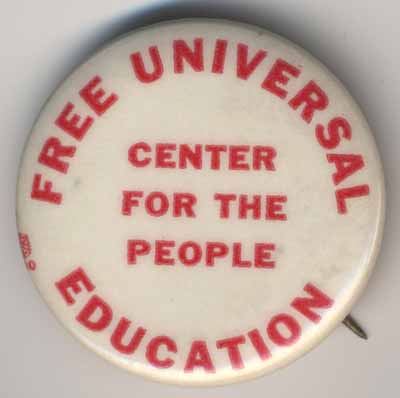 FREE UNIVERSAL
CENTER
FOR THE
PEOPLE
EDUCATION